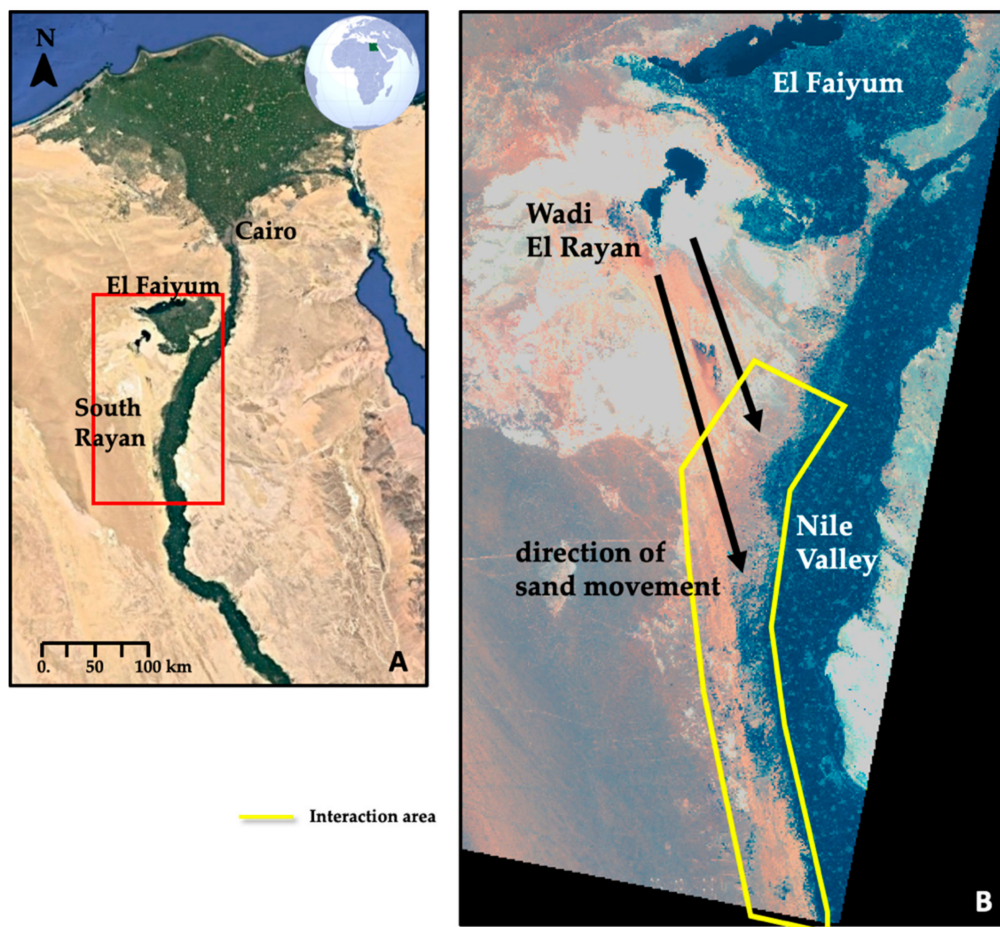 N
Cairo
El Faiyum
South
Rayan
0. 50 100 km
A
El Faiyum
Wadi
El Rayan
Nile
Valley
direction of
sand movement
B
Interaction area